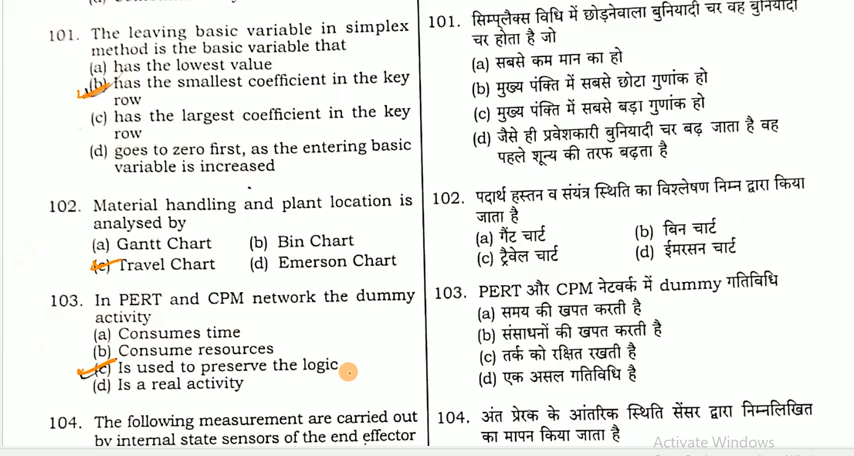 101. The leaving basic variable in simplex
method is the basic variable that
(a) has the lowest value
(b) has the smallest coefficient in the key
row
(c) has the largest coefficient in the key
row
(d) goes to zero first, as the entering basic
variable is increased
102. Material handling and plant location is
analysed by
(a) Gantt Chart (b) Bin Chart
(c) Travel Chart (d) Emerson Chart
103. In PERT and CPM network the dummy
activity
(a) Consumes time
(b) Consume resources
(c) Is used to preserve the logic
(d) Is a real activity
104. The following measurement are carried out
by internal state sensors of the end effector
101. सिम्पूलैक्स विधि में छोड़नेवाला बुनियादी चर वह बुनियादी
चर होता है जो
(a) सबसे कम मान का हो
(b) मुख्य पंक्ति में सबसे छोटा गुणांक हो
(c) मुख्य पंक्ति में सबसे बड़ा गुणांक हो
(d) जैसे ही प्रवेशकारी बुनियादी चर बढ़ जाता है वह
पहले शून्य की तरफ बढ़ता है
102. पदार्थ हस्तन व संयंत्र स्थिति का विश्लेषण निम्न द्वारा किया
जाता है
(a) गैंट चार्ट (b) बिन चार्ट
(c) ट्रैवेल चार्ट (d) ईमरसन चार्ट
103. PERT और CPM नेटवर्क में dummy गतिविधि
(a) समय की खपत करती है
(b) संसाधनों की खपत करती है
(c) तर्क को रक्षित रखती है
(d) एक असल गतिविधि है
104. अंत प्रेरक के आंतरिक स्थिति सेंसर द्वारा निम्नलिखित
का मापन किया जाता है
Activate Windows